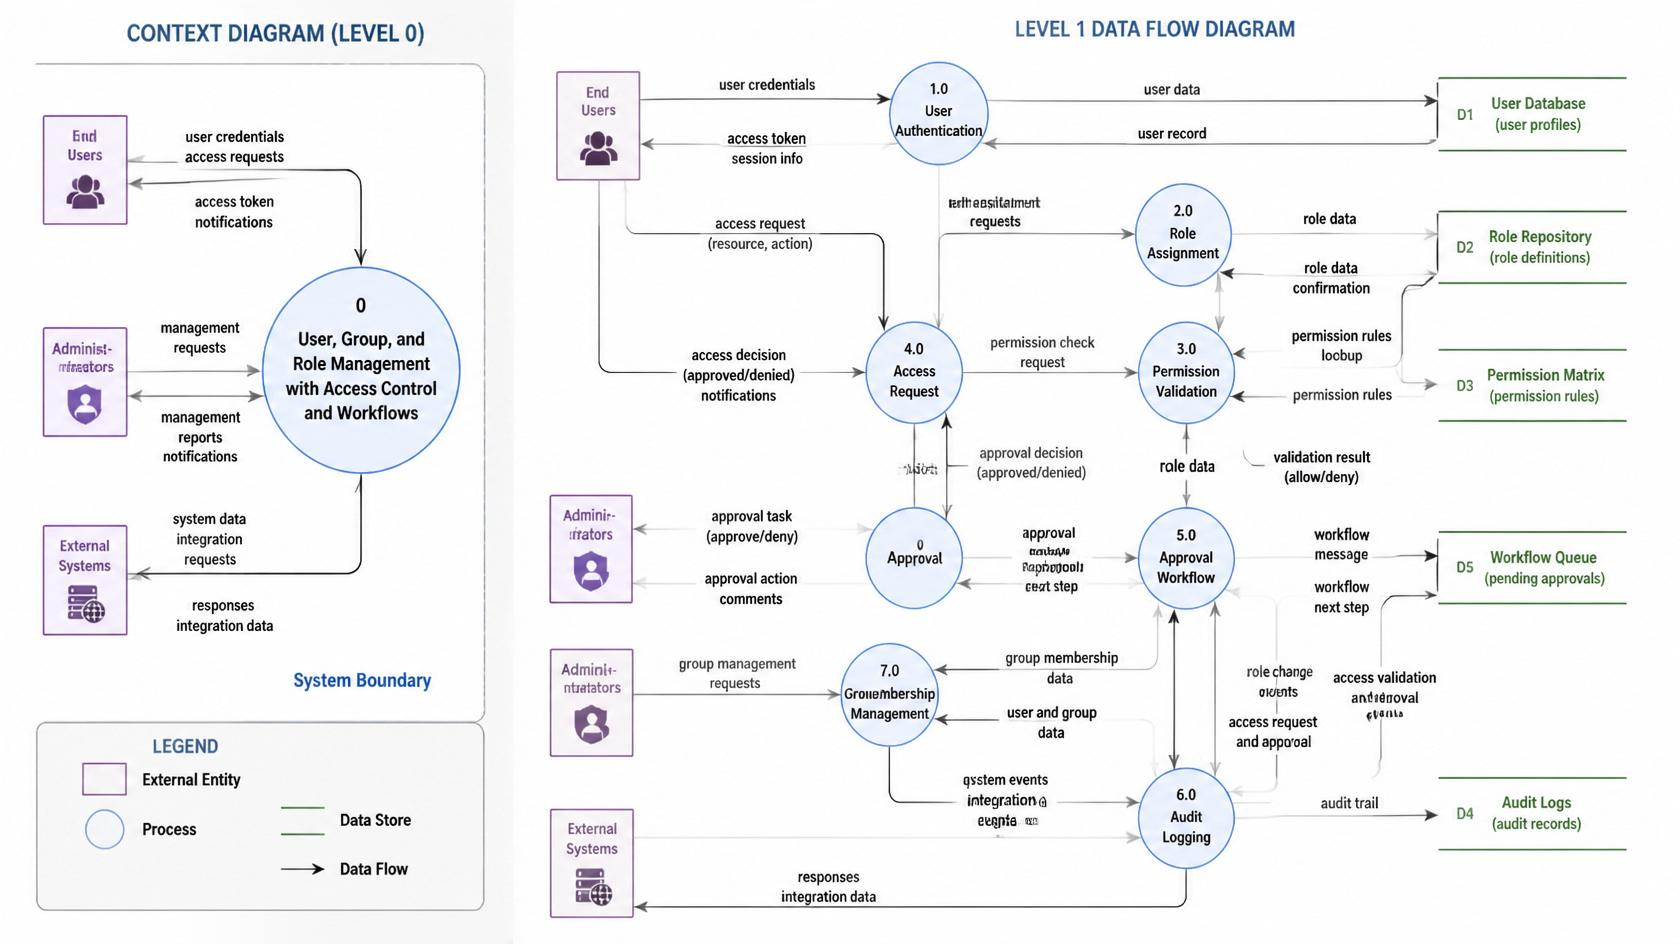 CONTEXT DIAGRAM (LEVEL 0)
End
Users
user credentials
access requests
access token
notifications
management
requests
management
reports
notifications
0
User, Group, and
Role Management
with Access Control
and Workflows
External
Systems
system data
integration
requests
responses
integration data
System Boundary
LEGEND
External Entity
Process
Data Store
Data Flow
LEVEL 1 DATA FLOW DIAGRAM
End
Users
user credentials
access token
session info
1.0
User
Authentication
user data
user record
D1
User Database
(user profiles)
access request
(resource, action)
requests
2.0
Role
Assignment
role data
role data
confirmation
D2
Role Repository
(role definitions)
access decision
(approved/denied)
notifications
4.0
Access
Request
permission check
request
3.0
Permission
Validation
permission rules
loobup
permission rules
D3
Permission Matrix
(permission rules)
approval decision
(approved/denied)
role data
validation result
(allow/deny)
approval task
(approve/deny)
approval action
comments
Approval
approval
next step
5.0
Approval
Workflow
workflow
message
workflow
next step
D5
Workflow Queue
(pending approvals)
group management
requests
7.0
Management
group membership
data
user and group
data
role change
access request
and approval
access validation
system events
integration
External
Systems
responses
integration data
6.0
Audit
Logging
audit trail
D4
Audit Logs
(audit records)